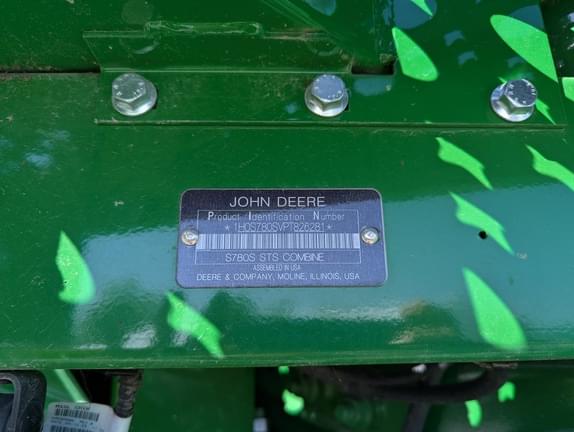 JOHN DEERE
Product Identification Number
*1H0S780SVPT826281*
S780S STS COMBINE
ASSEMBLED IN USA
DEERE & COMPANY, MOLINE, ILLINOIS, USA